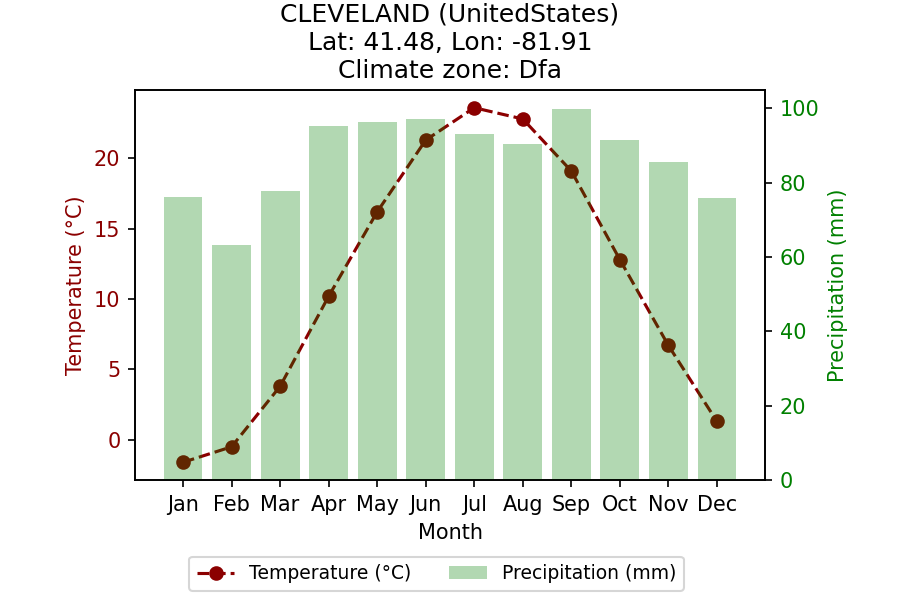 CLEVELAND (UnitedStates)
Lat: 41.48, Lon: -81.91
Climate zone: Dfa
Temperature (°C)
20
15
10
5
0
100
80
60
40
20
0
Precipitation (mm)
Jan Feb Mar Apr May Jun Jul Aug Sep Oct Nov Dec
Month
Temperature (°C) Precipitation (mm)